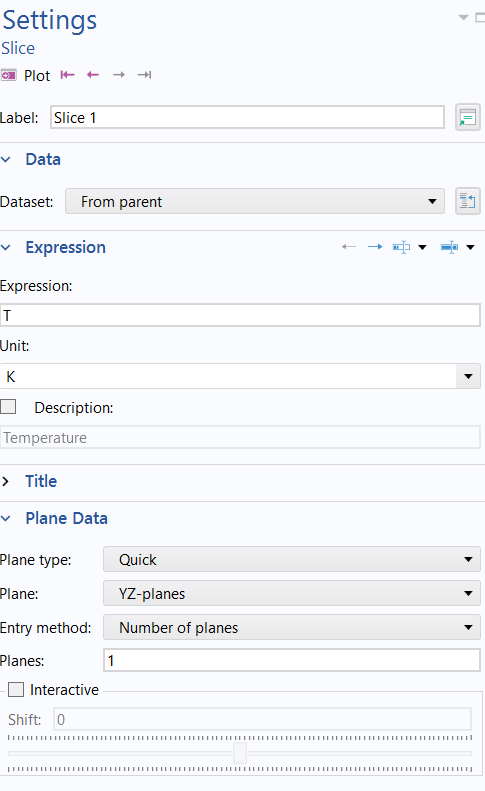 Settings
Slice
Plot
Label: Slice 1
Data
Dataset: From parent
Expression
Expression:
T
Unit:
K
Description:
Temperature
Title
Plane Data
Plane type: Quick
Plane: YZ-planes
Entry method: Number of planes
Planes: 1
Interactive
Shift: 0